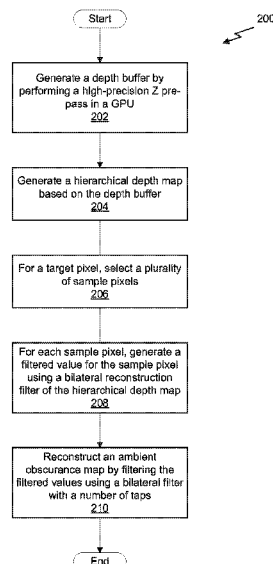 Start
200
Generate a depth buffer by
performing a high-precision Z pre-
pass in a GPU
202
Generate a hierarchical depth map
based on the depth buffer
204
For a target pixel, select a plurality
of sample pixels
206
For each sample pixel, generate a
filtered value for the sample pixel
using a bilateral reconstruction
filter of the hierarchical depth map
208
Reconstruct an ambient
obscurance map by filtering the
filtered values using a bilateral filter
with a number of taps
210
End